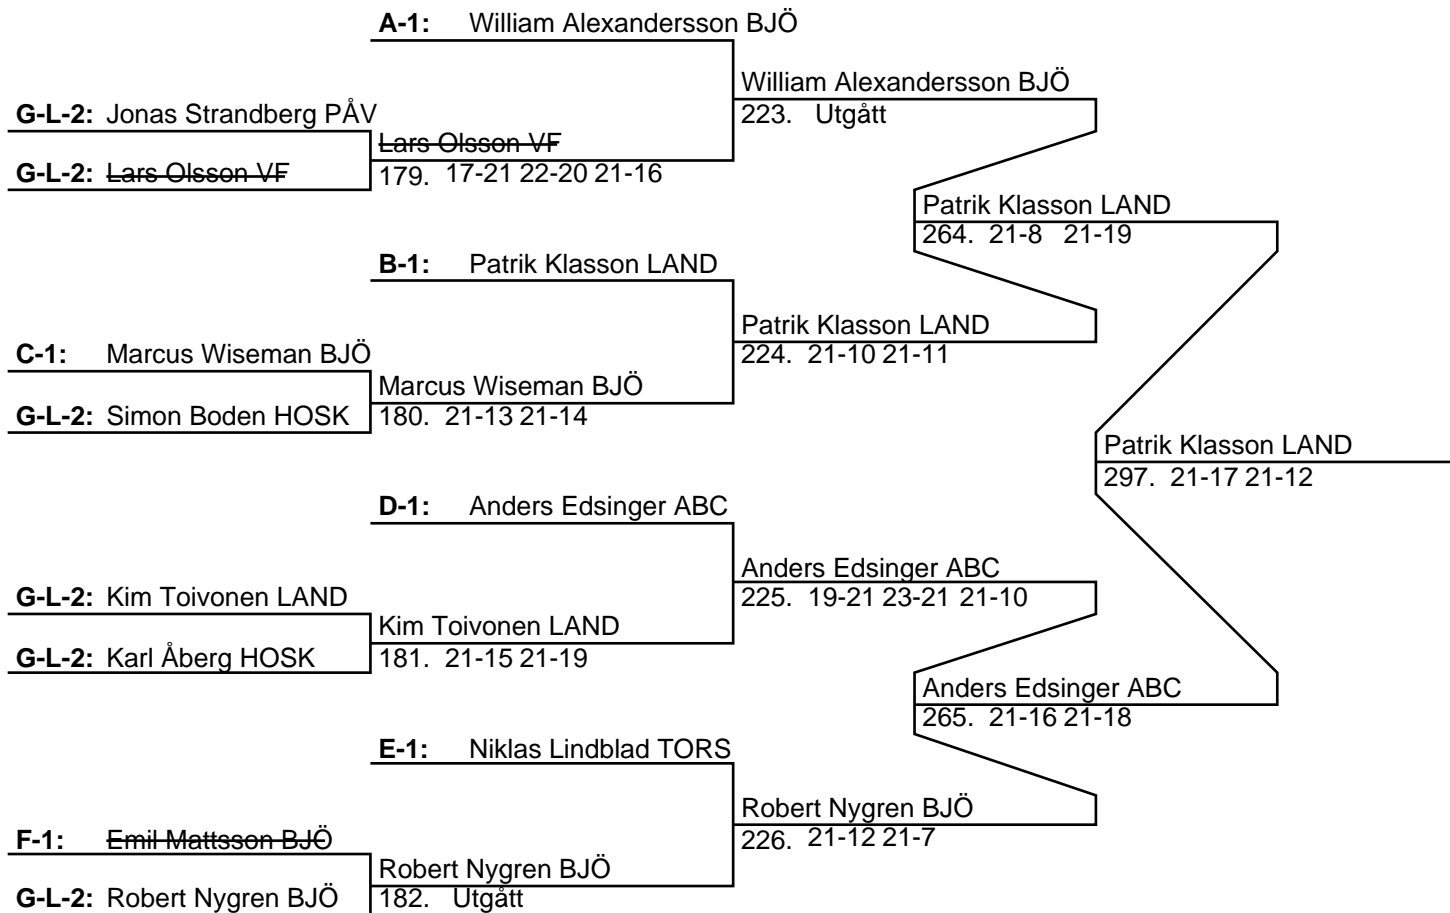 A-1: William Alexandersson BJÖ
William Alexandersson BJÖ
G-L-2: Jonas Strandberg PÅV
223. Utgått
Lars Olsson VF
G-L-2: Lars Olsson VF
179. 17-21 22-20 21-16
Patrik Klasson LAND
264. 21-8 21-19
B-1: Patrik Klasson LAND
Patrik Klasson LAND
C-1: Marcus Wiseman BJÖ
224. 21-10 21-11
Marcus Wiseman BJÖ
G-L-2: Simon Boden HOSK
180. 21-13 21-14
Patrik Klasson LAND
297. 21-17 21-12
D-1: Anders Edsinger ABC
Anders Edsinger ABC
G-L-2: Kim Toivonen LAND
225. 19-21 23-21 21-10
Kim Toivonen LAND
G-L-2: Karl Åberg HOSK
181. 21-15 21-19
Anders Edsinger ABC
265. 21-16 21-18
E-1: Niklas Lindblad TORS
Robert Nygren BJÖ
F-1: Emil Mattsson BJÖ
226. 21-12 21-7
Robert Nygren BJÖ
G-L-2: Robert Nygren BJÖ
182. Utgått